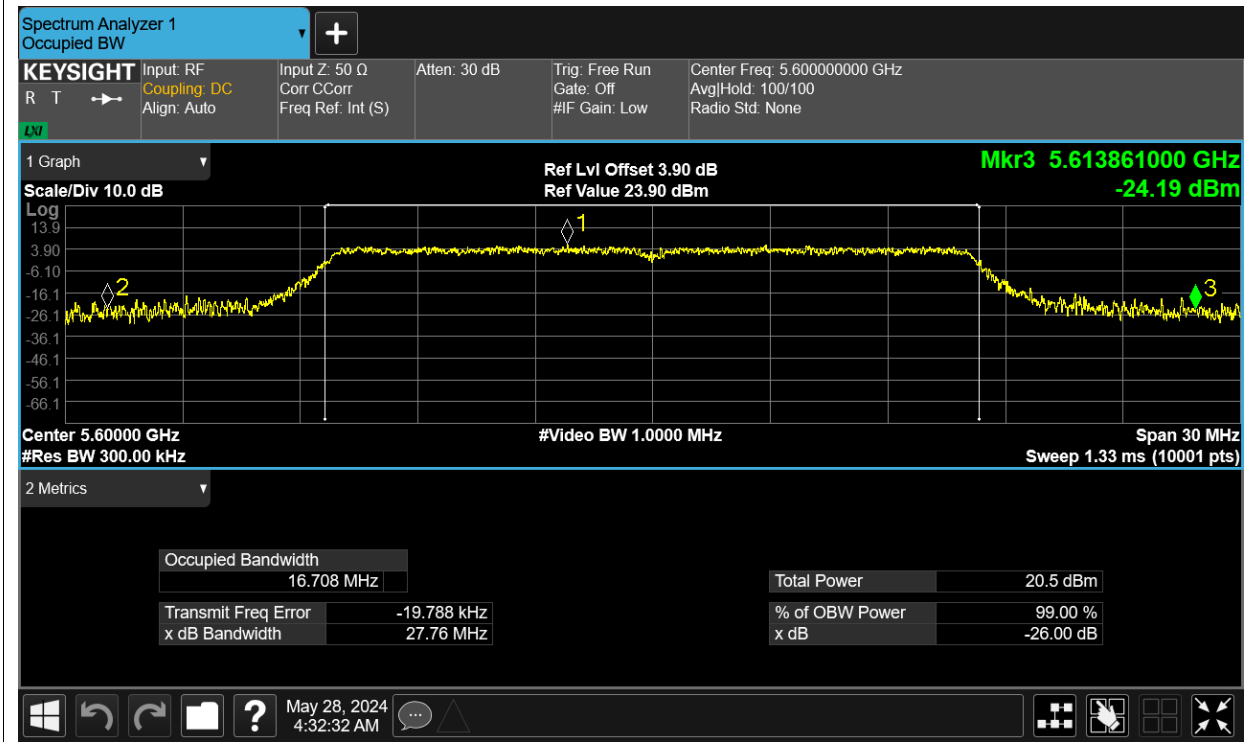 Spectrum Analyzer 1
Occupied BW
KEYSIGHT
R T
LXI
Input: RF
Coupling: DC
Align: Auto
Input Z: 50 Ω
Corr CCorr
Freq Ref: Int (S)
Atten: 30 dB
Trig: Free Run
Gate: Off
#IF Gain: Low
Center Freq: 5.600000000 GHz
Avg|Hold: 100/100
Radio Std: None
1 Graph
Scale/Div 10.0 dB
Ref Lvl Offset 3.90 dB
Ref Value 23.90 dBm
Mkr3 5.613861000 GHz
-24.19 dBm
Log
13.9
3.90
-6.10
-16.1
-26.1
-36.1
-46.1
-56.1
-66.1
1
2
3
Center 5.60000 GHz
#Res BW 300.00 kHz
#Video BW 1.0000 MHz
Span 30 MHz
Sweep 1.33 ms (10001 pts)
2 Metrics
Occupied Bandwidth
16.708 MHz
Transmit Freq Error -19.788 kHz
x dB Bandwidth 27.76 MHz
Total Power 20.5 dBm
% of OBW Power 99.00 %
x dB -26.00 dB
?
May 28, 2024
4:32:32 AM